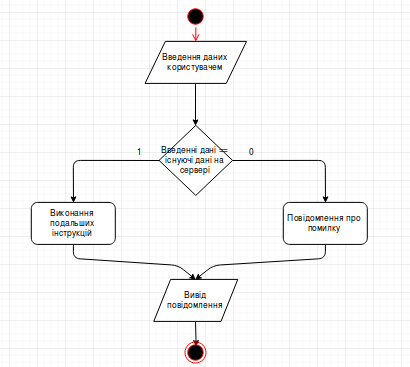 Введення даних
користувачем
Введенні дані ==
існуючі дані на
сервері
1
0
Виконання
подальших
інструкцій
Повідомлення про
помилку
Вивід
повідомлення